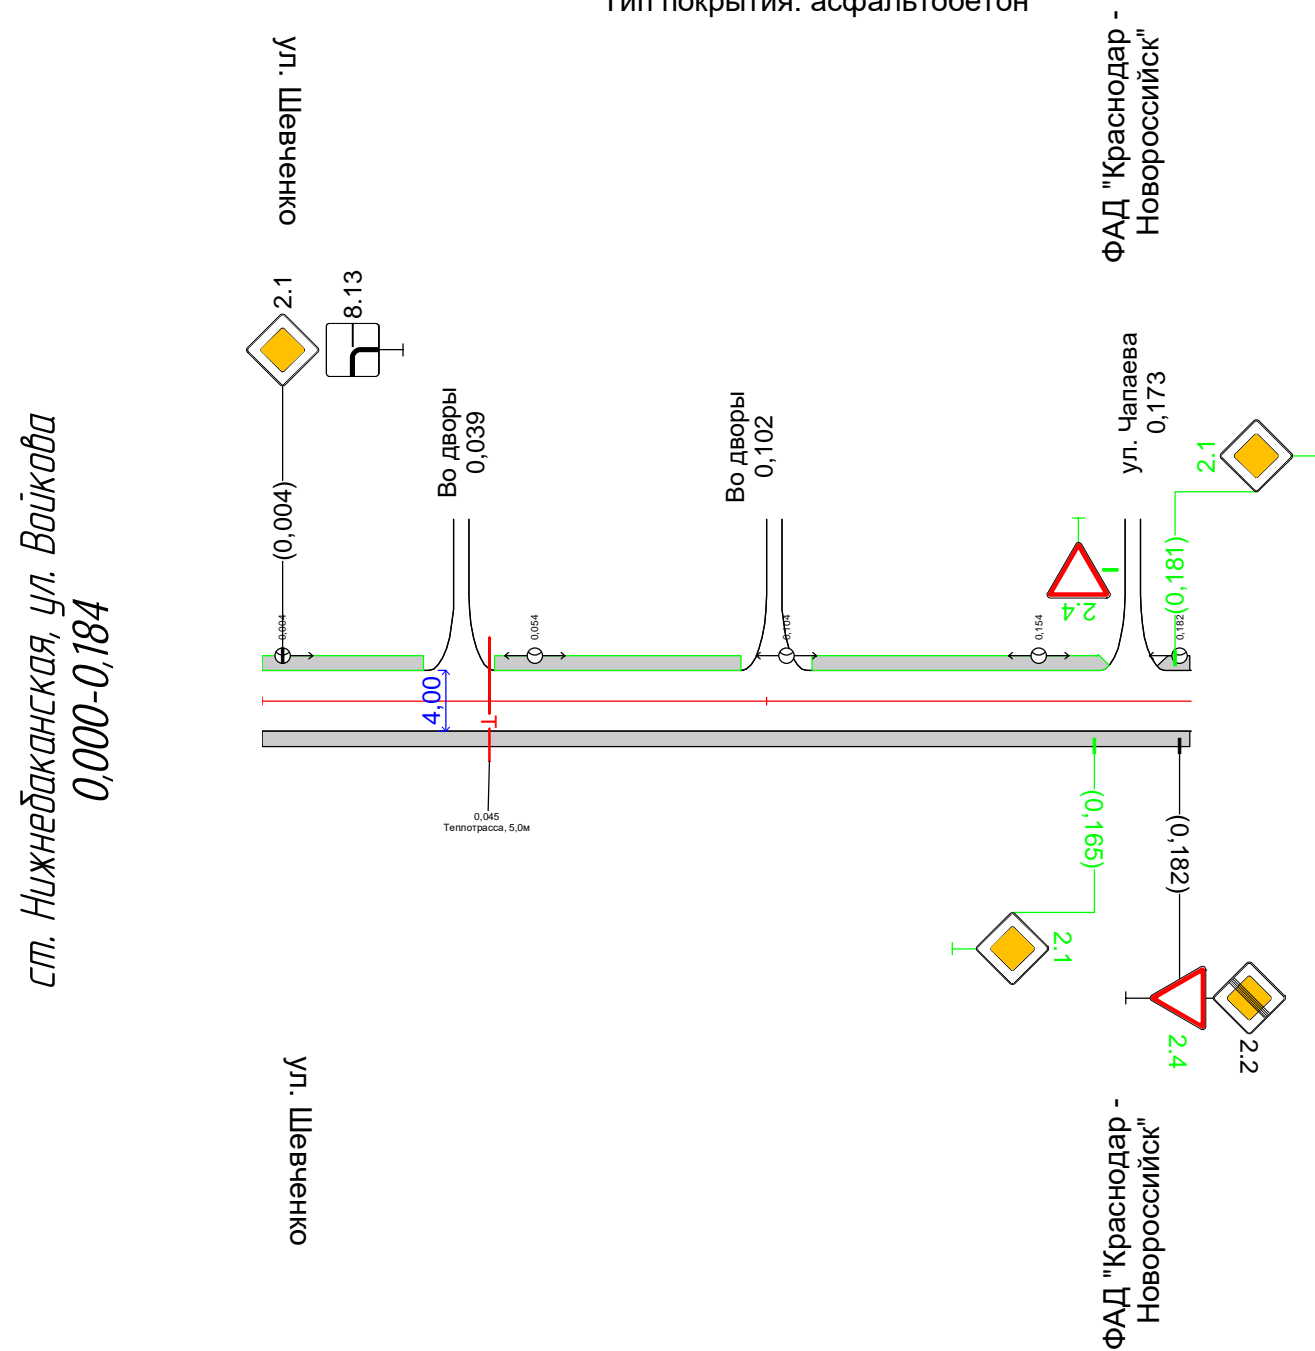 Тип покрытия: асфальтобетон
ул. Шевченко
ФАД "Краснодар -
Новороссийск"
2.1
8.13
ст. Нижнебаканская, ул. Войкова
0,000-0,184
(0,004)
Во дворы
0,039
Во дворы
0,102
ул. Чапаева
0,173
2.1
(0,181)
2.4
0,004
0,054
0,104
0,154
0,182
4,00
Т
0,045
Теплотрасса, 5,0м
(0,165)
(0,182)
2.1
2.4
2.2
ул. Шевченко
ФАД "Краснодар -
Новороссийск"